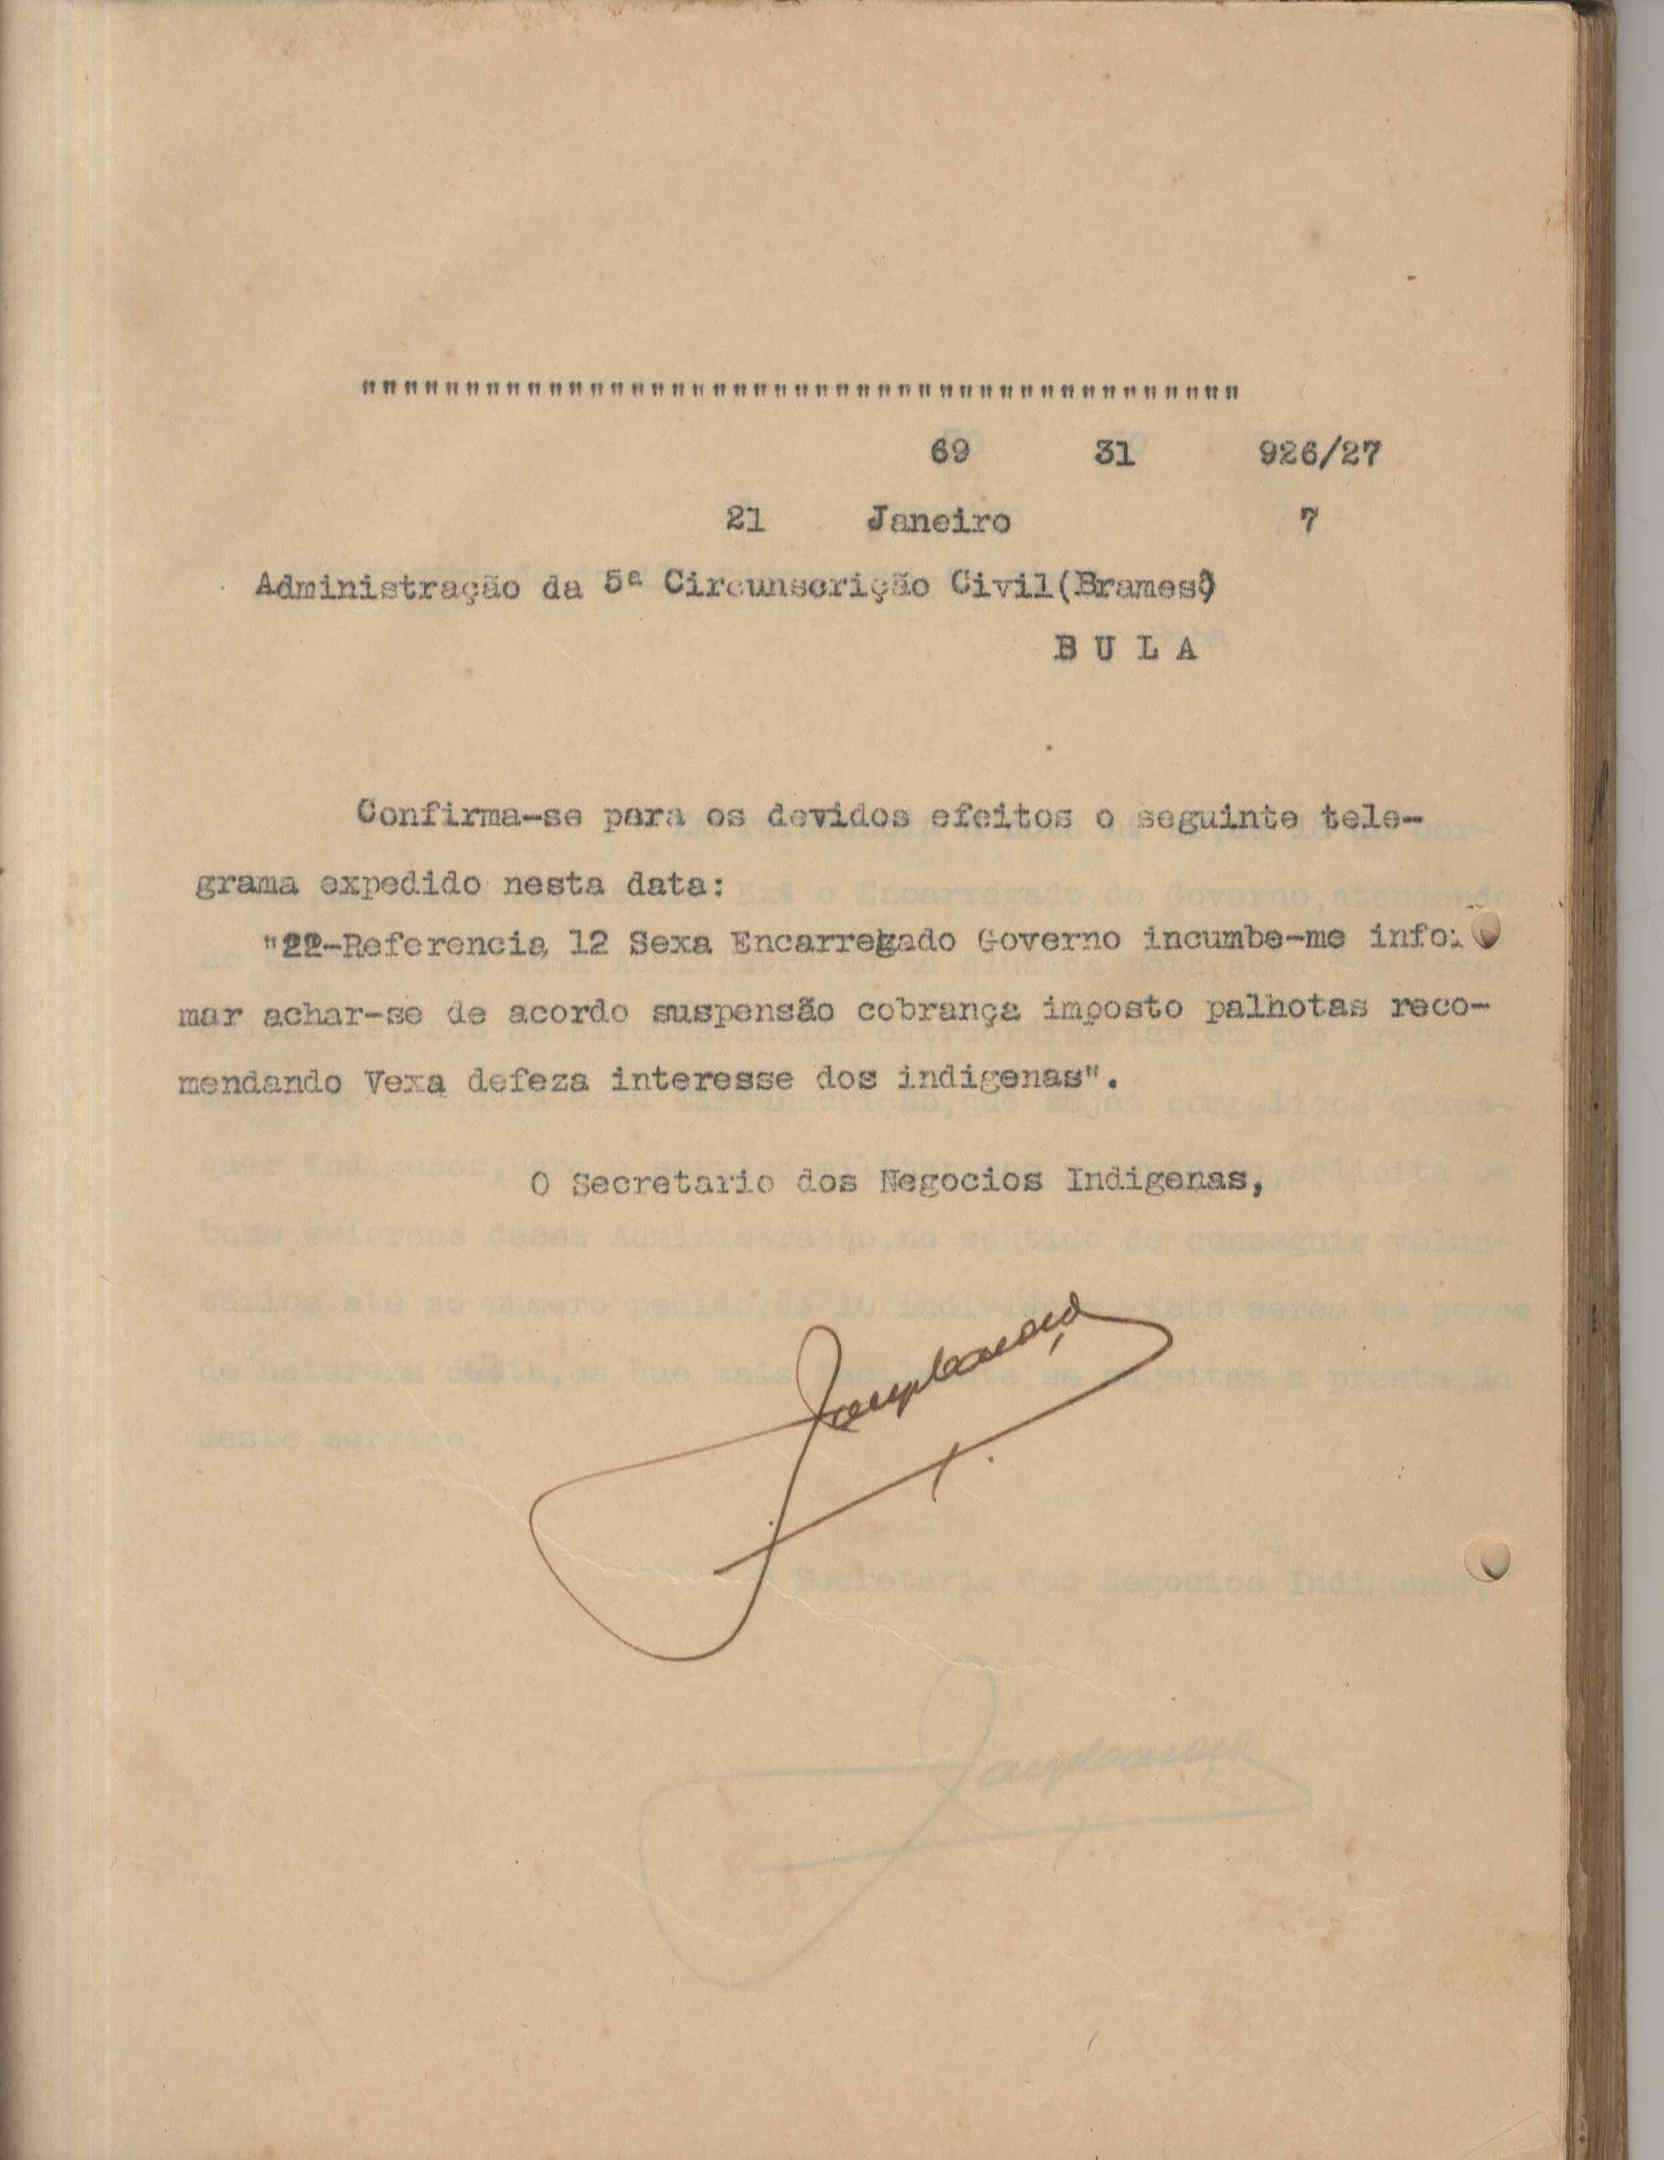 """""""""""""""""""""""""""""""""""""""""""
69 31 926/27
21 Janeiro 7
Administração da 5ª Circunscrição Civil(Brames)
B U L A
Confirma-se para os devidos efeitos o seguinte tele-
grama expedido nesta data:
"22-Referencia 12 Sexa Encarregado Governo incumbe-me infor
mar achar-se de acordo suspensão cobrança imposto palhotas reco-
mendando Vexa defeza interesse dos indigenas".
O Secretario dos Negocios Indigenas,